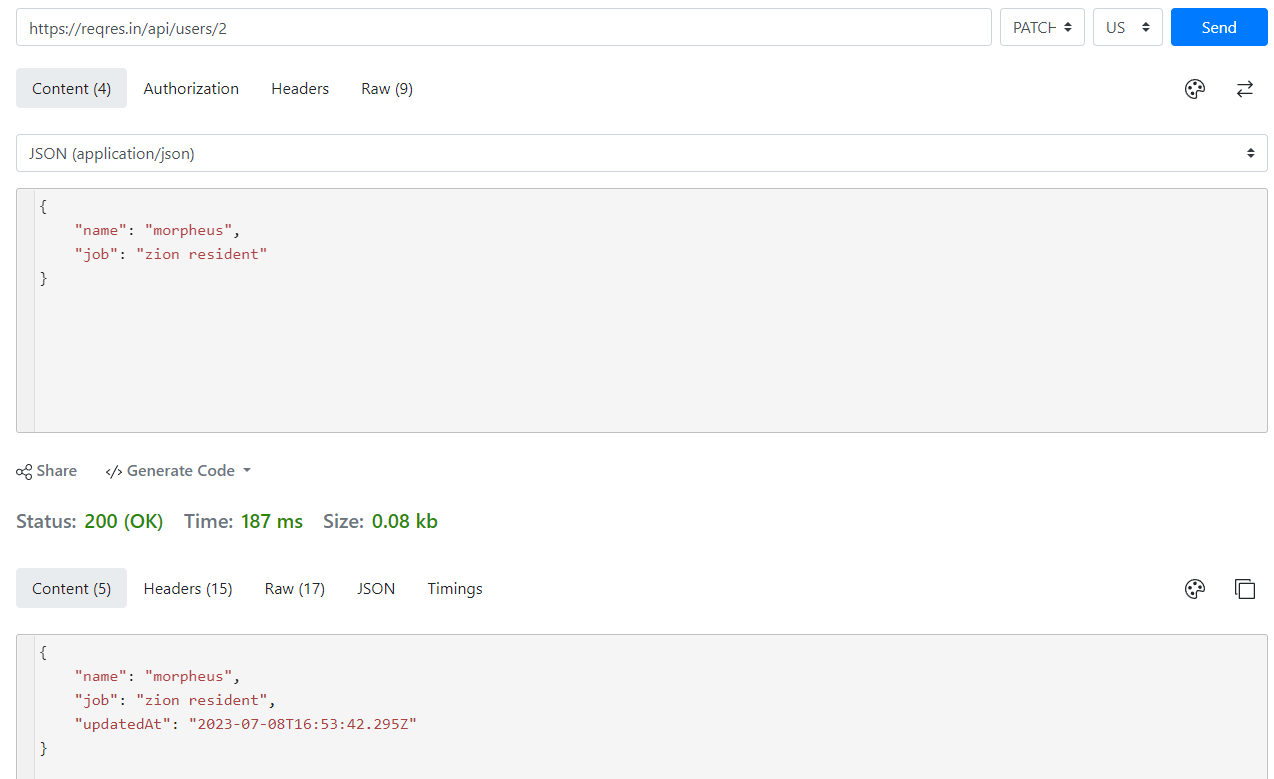 https://reqres.in/api/users/2 PATCH US Send
Content (4) Authorization Headers Raw (9)
JSON (application/json)
{
    "name": "morpheus",
    "job": "zion resident"
}
Share </> Generate Code
Status: 200 (OK) Time: 187 ms Size: 0.08 kb
Content (5) Headers (15) Raw (17) JSON Timings
{
    "name": "morpheus",
    "job": "zion resident",
    "updatedAt": "2023-07-08T16:53:42.295Z"
}